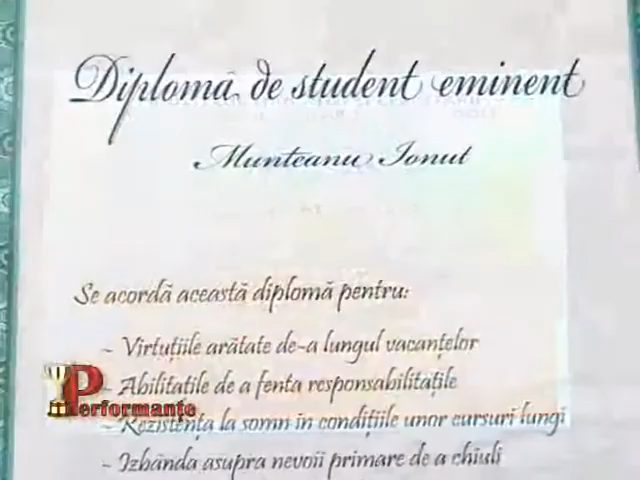 Diplomă de student eminent
Munteanu Ionut
Se acordă această diplomă pentru:
~ Virtuțiile arătate de-a lungul vacanțelor
~ Abilitatile de a fenta responsabilitățile
~ Rezistența la somn în condițiile unor cursuri lungi
~ Izbânda asupra nevoii primare de a chiuli
Performanțe